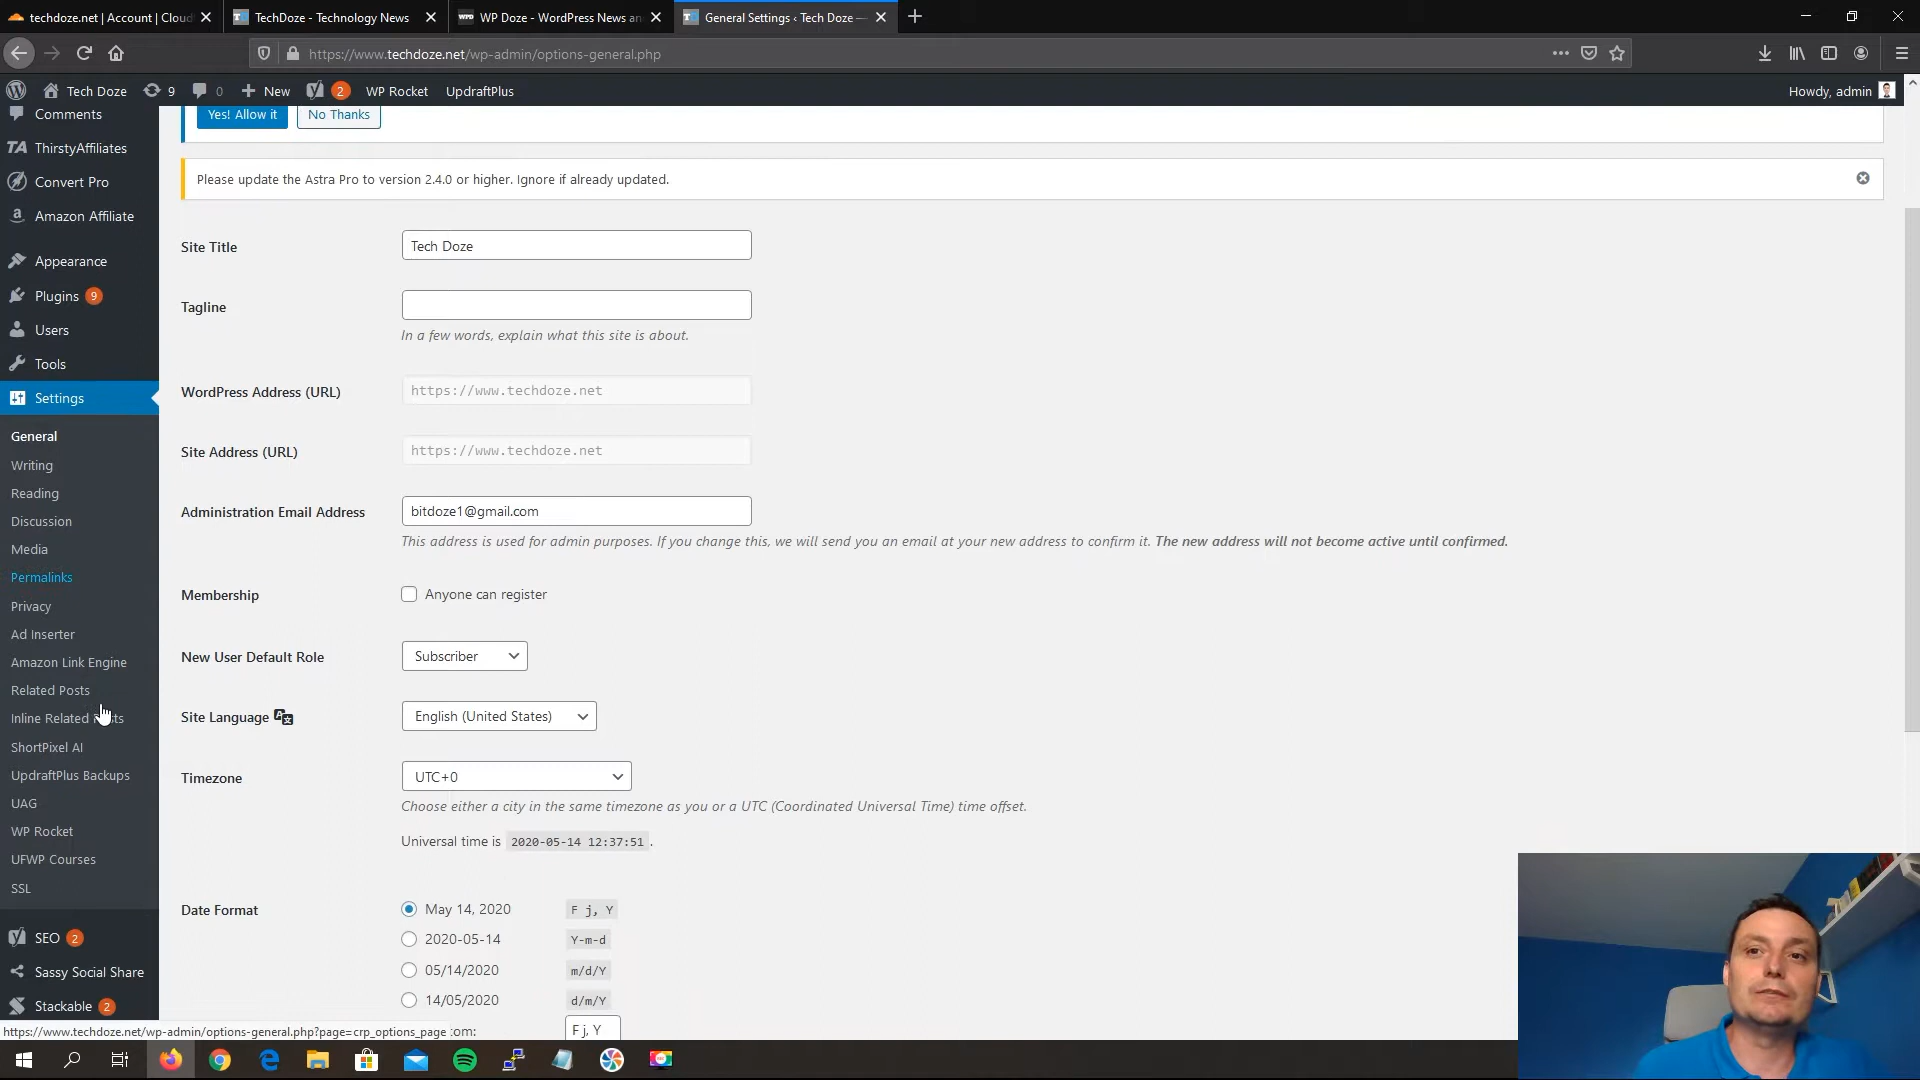 techdoze.net | Account | Cloud
TechDoze - Technology News
WP Doze - WordPress News an
General Settings ‹ Tech Doze —
https://www.techdoze.net/wp-admin/options-general.php
Tech Doze
9
0
New
2
WP Rocket
UpdraftPlus
Howdy, admin
Comments
ThirstyAffiliates
Convert Pro
Amazon Affiliate
Appearance
Plugins 9
Users
Tools
Settings
General
Writing
Reading
Discussion
Media
Permalinks
Privacy
Ad Inserter
Amazon Link Engine
Related Posts
Inline Related Posts
ShortPixel AI
UpdraftPlus Backups
UAG
WP Rocket
UFWP Courses
SSL
SEO 2
Sassy Social Share
Stackable 2
Yes! Allow it
No Thanks
Please update the Astra Pro to version 2.4.0 or higher. Ignore if already updated.
Site Title
Tech Doze
Tagline
In a few words, explain what this site is about.
WordPress Address (URL)
https://www.techdoze.net
Site Address (URL)
https://www.techdoze.net
Administration Email Address
bitdoze1@gmail.com
This address is used for admin purposes. If you change this, we will send you an email at your new address to confirm it. The new address will not become active until confirmed.
Membership
Anyone can register
New User Default Role
Subscriber
Site Language
English (United States)
Timezone
UTC+0
Choose either a city in the same timezone as you or a UTC (Coordinated Universal Time) time offset.
Universal time is 2020-05-14 12:37:51 .
Date Format
May 14, 2020
F j, Y
2020-05-14
Y-m-d
05/14/2020
m/d/Y
14/05/2020
d/m/Y
om:
F j, Y
https://www.techdoze.net/wp-admin/options-general.php?page=crp_options_page